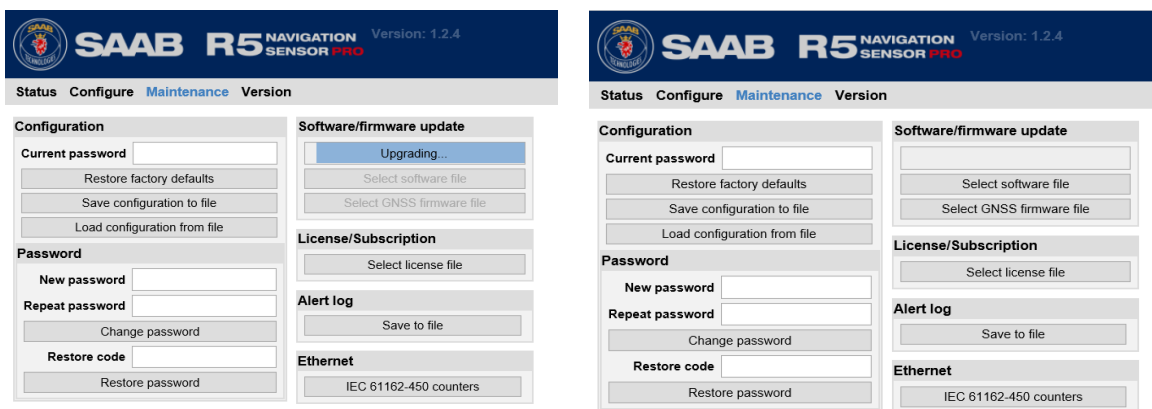 SAAB
TECHNOLOGIES
SAAB R5 NAVIGATION SENSOR PRO Version: 1.2.4
Status Configure Maintenance Version
Configuration
Current password
Restore factory defaults
Save configuration to file
Load configuration from file
Password
New password
Repeat password
Change password
Restore code
Restore password
Software/firmware update
Upgrading...
Select software file
Select GNSS firmware file
License/Subscription
Select license file
Alert log
Save to file
Ethernet
IEC 61162-450 counters
SAAB
TECHNOLOGIES
SAAB R5 NAVIGATION SENSOR PRO Version: 1.2.4
Status Configure Maintenance Version
Configuration
Current password
Restore factory defaults
Save configuration to file
Load configuration from file
Password
New password
Repeat password
Change password
Restore code
Restore password
Software/firmware update
Select software file
Select GNSS firmware file
License/Subscription
Select license file
Alert log
Save to file
Ethernet
IEC 61162-450 counters